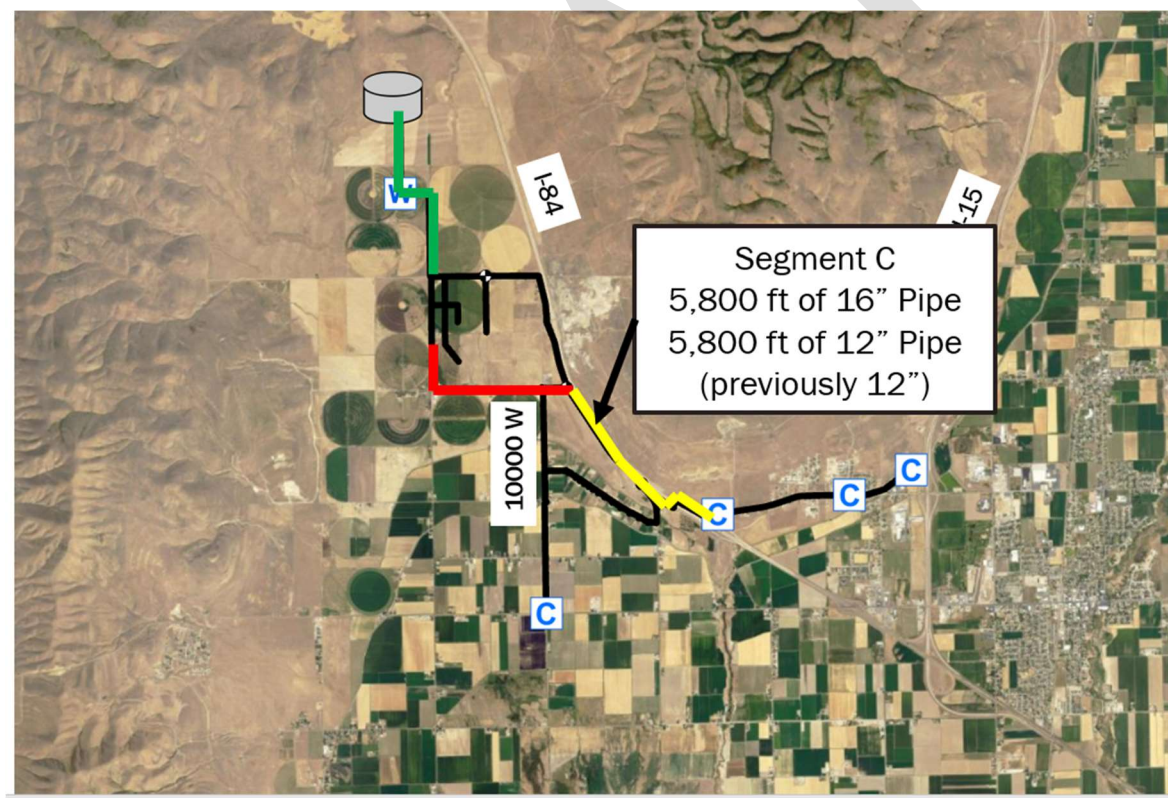 W
I-84
-15
Segment C
5,800 ft of 16” Pipe
5,800 ft of 12” Pipe
(previously 12”)
10000 W
C
C
C
C